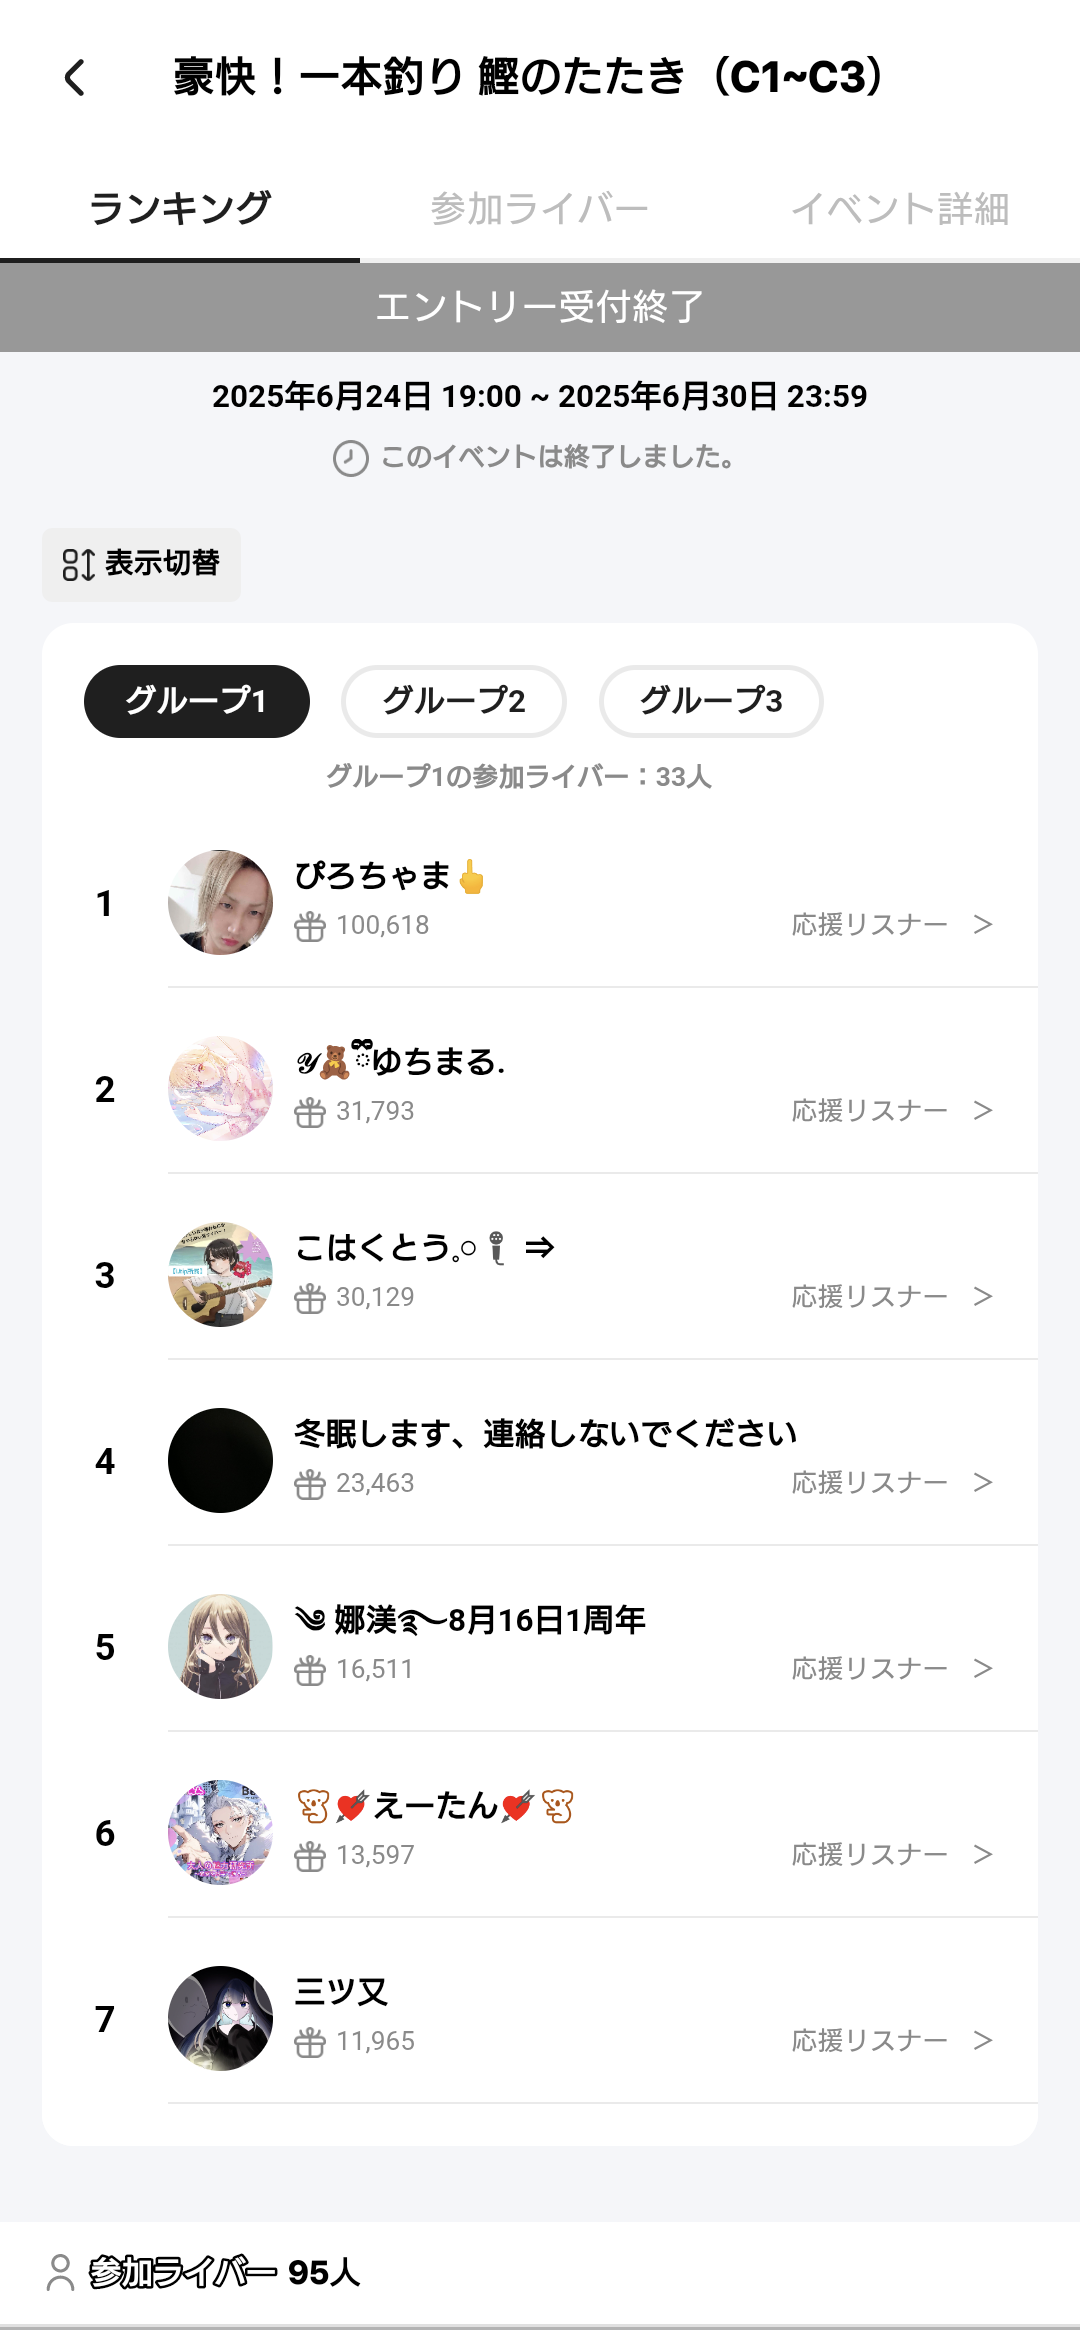 豪快！一本釣り 鰹のたたき（C1~C3）
ランキング 参加ライバー イベント詳細
エントリー受付終了
2025年6月24日 19:00 ~ 2025年6月30日 23:59
このイベントは終了しました。
表示切替
グループ1 グループ2 グループ3
グループ1の参加ライバー：33人
1 ぴろちゃま🖕
100,618 応援リスナー >
2 𝓎🧸ྀིゆちまる.
31,793 応援リスナー >
3 こはくとう𓈒𓏸🎙 ⇒
30,129 応援リスナー >
4 冬眠します、連絡しないでください
23,463 応援リスナー >
5 ༄ 娜渼࿐8月16日1周年
16,511 応援リスナー >
6 🐨💘えーたん💘🐨
13,597 応援リスナー >
7 三ツ又
11,965 応援リスナー >
参加ライバー 95人